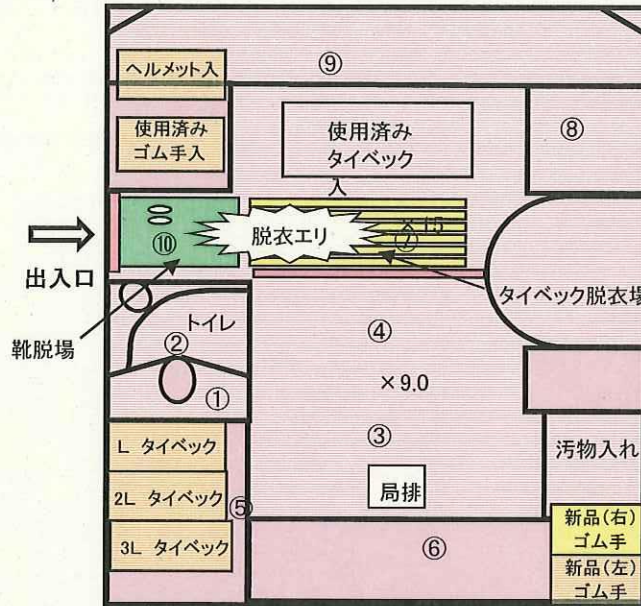 ⑨
ヘルメット入
使用済み
ゴム手入
使用済み
タイベック
入
⑧
⑩
脱衣エリ
×15
⑦
出入口
タイベック脱衣場
靴脱場
トイレ
②
①
④
×9.0
③
局排
L タイベック
2L タイベック
3L タイベック
⑤
⑥
汚物入れ
新品(右)
ゴム手
新品(左)
ゴム手